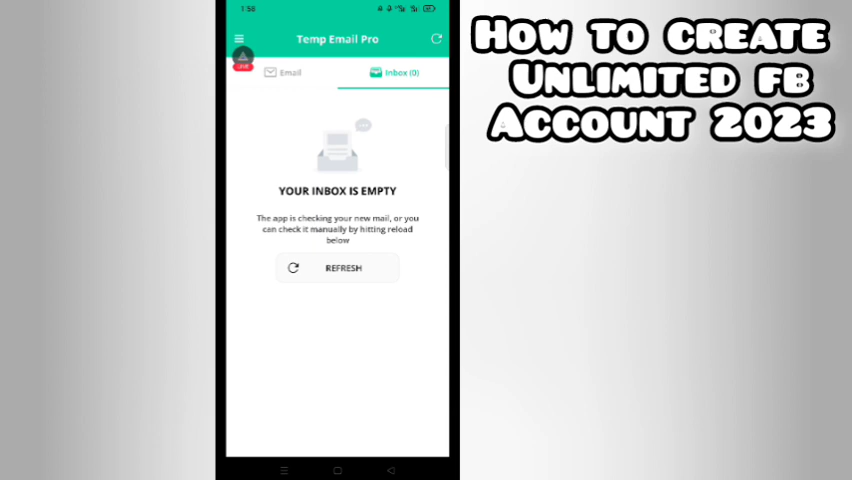 1:58
Temp Email Pro
LIVE
Email
Inbox (0)
YOUR INBOX IS EMPTY
The app is checking your new mail, or you
can check it manually by hitting reload
below
REFRESH
How to create
Unlimited fb
Account 2023